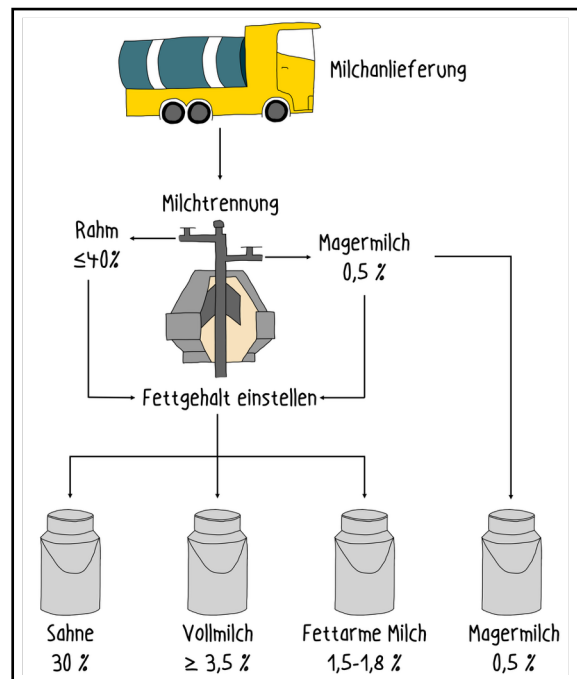 Milchanlieferung
Milchtrennung
Rahm
≤40%
Magermilch
0,5 %
Fettgehalt einstellen
Sahne
30 %
Vollmilch
≥ 3,5 %
Fettarme Milch
1,5-1,8 %
Magermilch
0,5 %